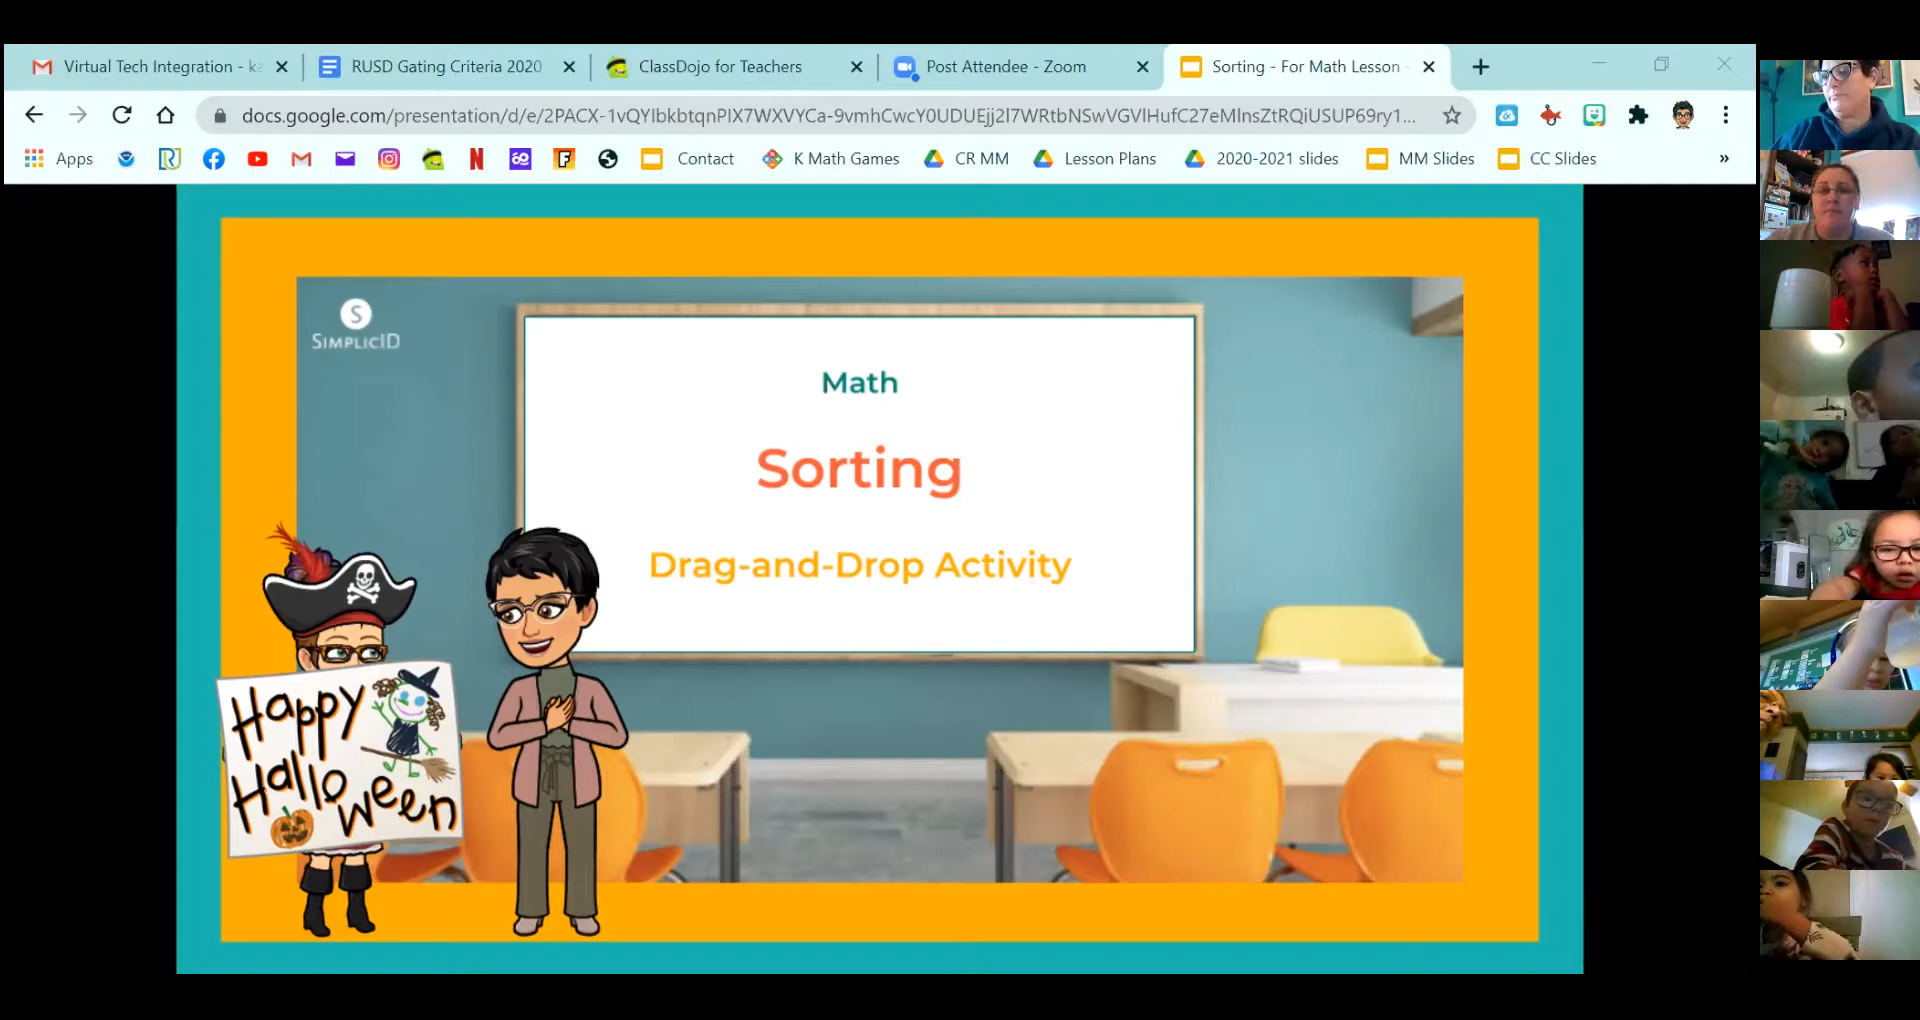 Virtual Tech Integration - ka
RUSD Gating Criteria 2020
ClassDojo for Teachers
Post Attendee - Zoom
Sorting - For Math Lesson -
docs.google.com/presentation/d/e/2PACX-1vQYIbkbtqnPIX7WXVYCa-9vmhCwcY0UDUEjj2l7WRtbNSwVGVlHufC27eMlnsZtRQiUSUP69ry1...
Apps
Contact
K Math Games
CR MM
Lesson Plans
2020-2021 slides
MM Slides
CC Slides
»
S
SIMPLICID
Math
Sorting
Drag-and-Drop Activity
Happy
Halloween